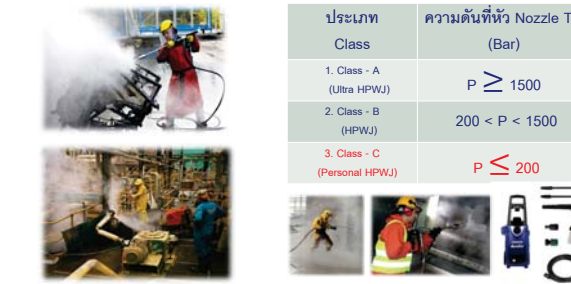 ประเภท
Class
ความดันที่หัว Nozzle T
(Bar)
1. Class - A
(Ultra HPWJ)
P ≥ 1500
2. Class - B
(HPWJ)
200 < P < 1500
3. Class - C
(Personal HPWJ)
P ≤ 200